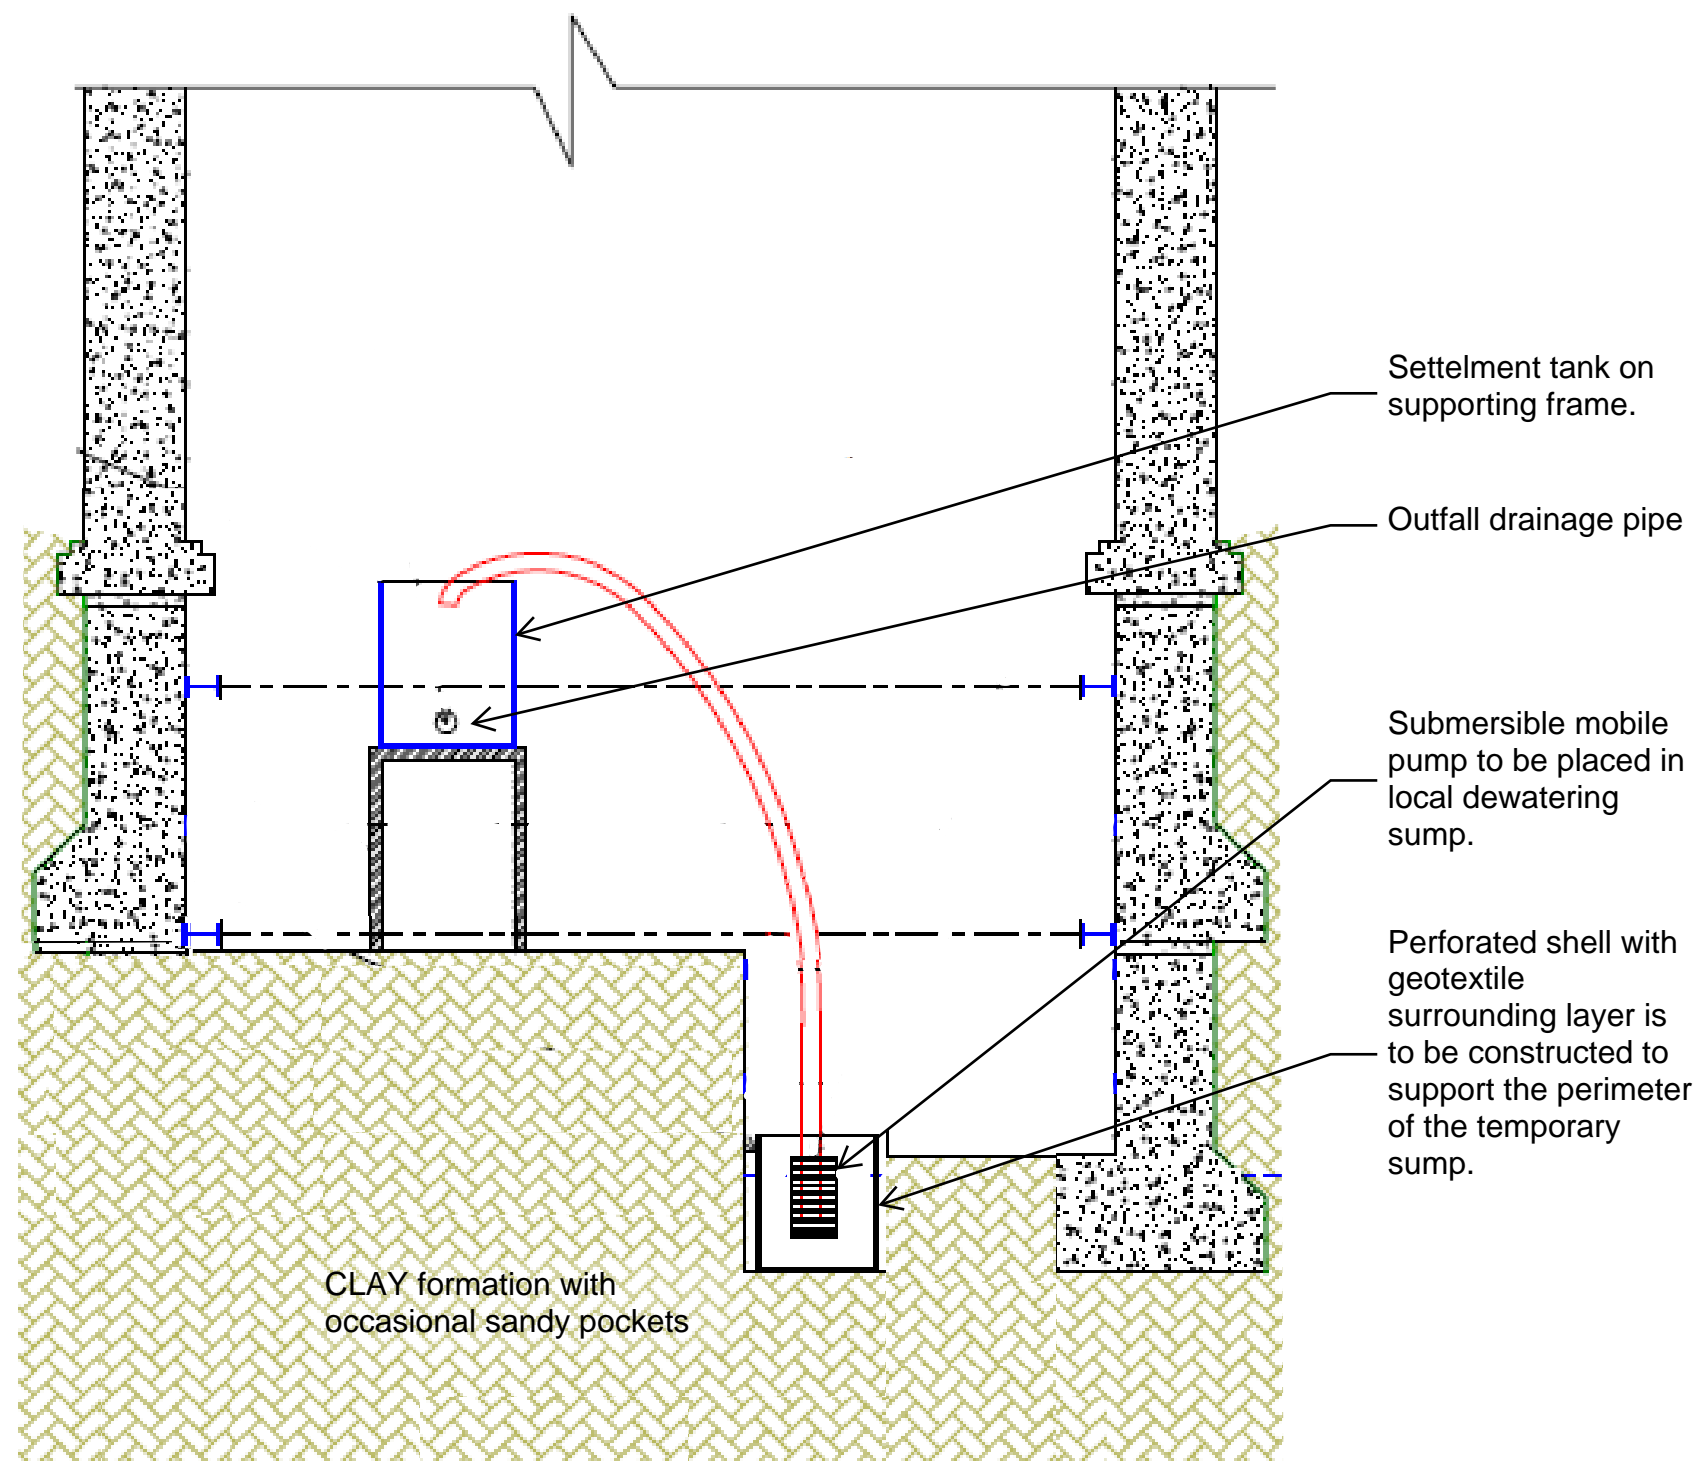 Settelment tank on
supporting frame.
Outfall drainage pipe
Submersible mobile
pump to be placed in
local dewatering
sump.
Perforated shell with
geotextile
surrounding layer is
to be constructed to
support the perimeter
of the temporary
sump.
CLAY formation with
occasional sandy pockets